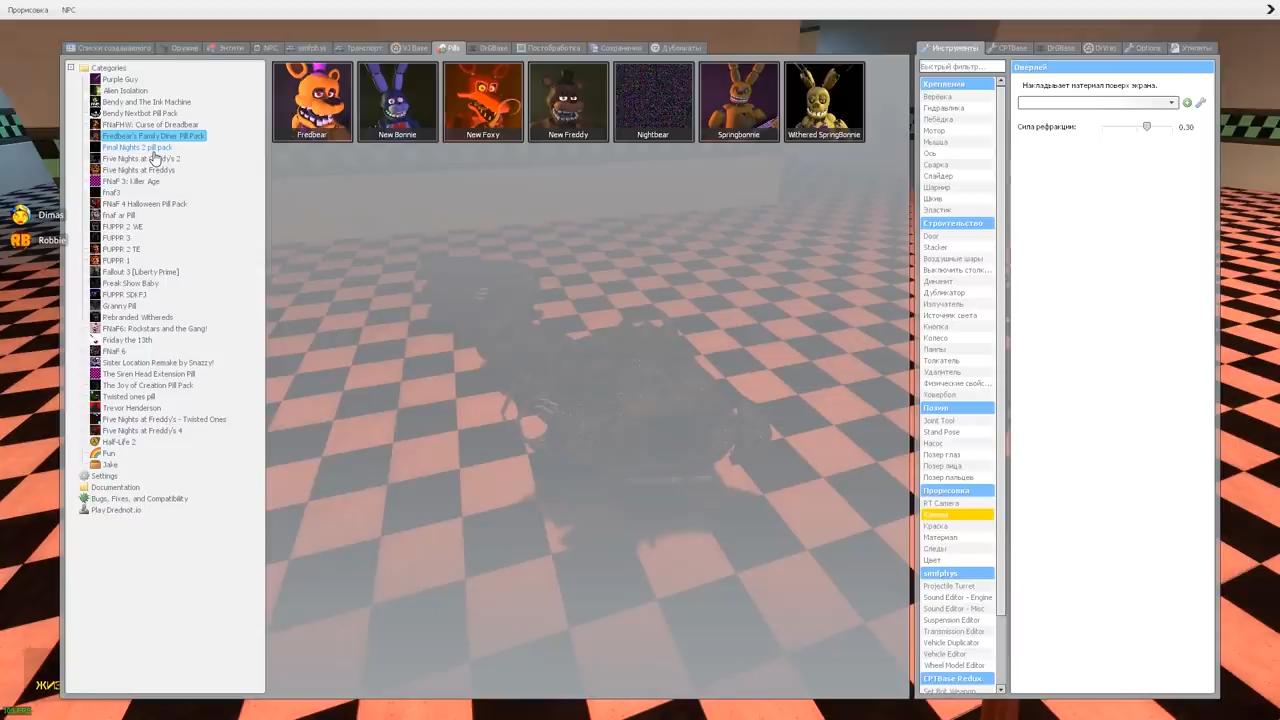 Прорисовка NPC
Списки создаваемого Оружие Энтити NPC simfphys Транспорт VJ Base Pills DrGBase Постобработка Сохранения Дубликаты
Инструменты CPTBase DrGBase DrVrej Options Утилиты
Categories
Purple Guy
Alien Isolation
Bendy and The Ink Machine
Bendy Nextbot Pill Pack
FNaFHW: Curse of Dreadbear
Fredbear's Family Diner Pill Pack
Final Nights 2 pill pack
Five Nights at Freddy's 2
Five Nights at Freddys
FNaF 3: Killer Age
fnaf3
FNaF 4 Halloween Pill Pack
fnaf ar Pill
FUPPR 2 WE
FUPPR 3
FUPPR 2 TE
FUPPR 1
Fallout 3 [Liberty Prime]
Freak Show Baby
FUPPR SDI FJ
Granny Pill
Rebranded Withereds
FNaF6: Rockstars and the Gang!
Friday the 13th
FNaF 6
Sister Location Remake by Snazzy!
The Siren Head Extension Pill
The Joy of Creation Pill Pack
Twisted ones pill
Trevor Henderson
Five Nights at Freddy's - Twisted Ones
Five Nights at Freddy's 4
Half-Life 2
Fun
Jake
Settings
Documentation
Bugs, Fixes, and Compatibility
Play Drednot.io
Dimas
RB Robbie
Fredbear New Bonnie New Foxy New Freddy Nightbear Springbonnie Withered SpringBonnie
Быстрый фильтр...
Крепления
Верёвка
Гидравлика
Лебёдка
Мотор
Мышца
Ось
Сварка
Слайдер
Шарнир
Шкив
Эластик
Строительство
Door
Stacker
Воздушные шары
Выключить столк...
Динамит
Дубликатор
Излучатель
Источник света
Кнопка
Колесо
Лампы
Толкатель
Удалитель
Физические свойс...
Ховербол
Позинг
Joint Tool
Stand Pose
Насос
Позер глаз
Позер лица
Позер пальцев
Прорисовка
RT Camera
Камера
Краска
Материал
Следы
Цвет
simfphys
Projectile Turret
Sound Editor - Engine
Sound Editor - Misc
Suspension Editor
Transmission Editor
Vehicle Duplicator
Vehicle Editor
Wheel Model Editor
CPTBase Redux
Set Bot Weapon
Оверлей
Накладывает материал поверх экрана.
Сила рефракции: 0.30